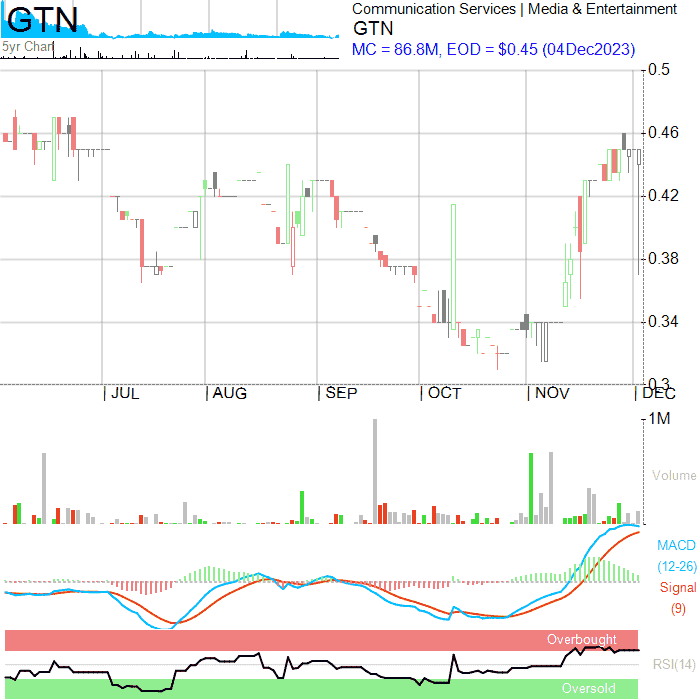 GTN
5yr Chart
Communication Services | Media & Entertainment
GTN
MC = 86.8M, EOD = $0.45 (04Dec2023)
0.5
0.46
0.42
0.38
0.34
0.3
JUL
AUG
SEP
OCT
NOV
DEC
1M
Volume
MACD
(12-26)
Signal
(9)
Overbought
RSI(14)
Oversold